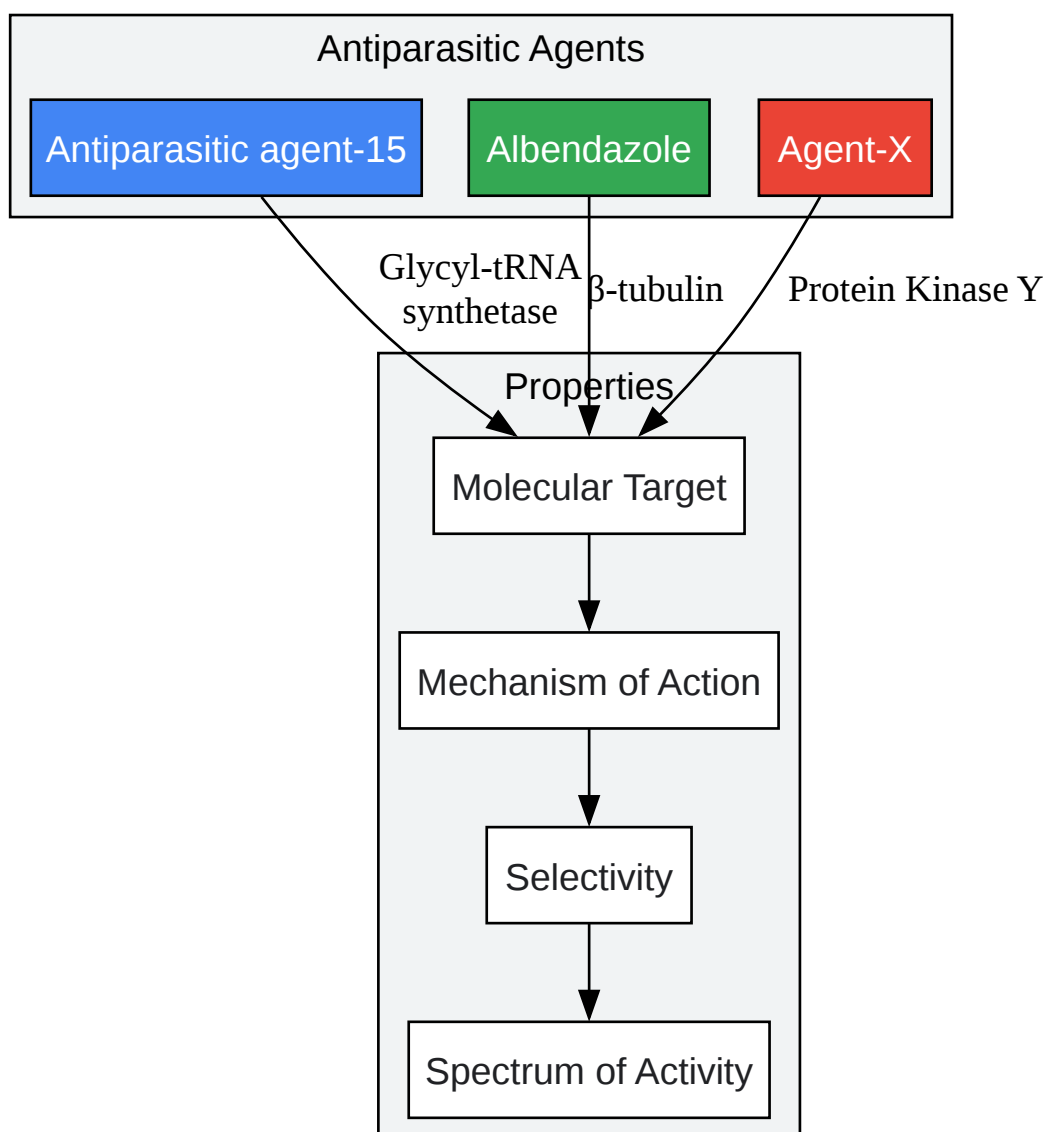 Antiparasitic Agents
Antiparasitic agent-15
Albendazole
Agent-X
Glycyl-tRNA
synthetase
β-tubulin
Protein Kinase Y
Properties
Molecular Target
Mechanism of Action
Selectivity
Spectrum of Activity